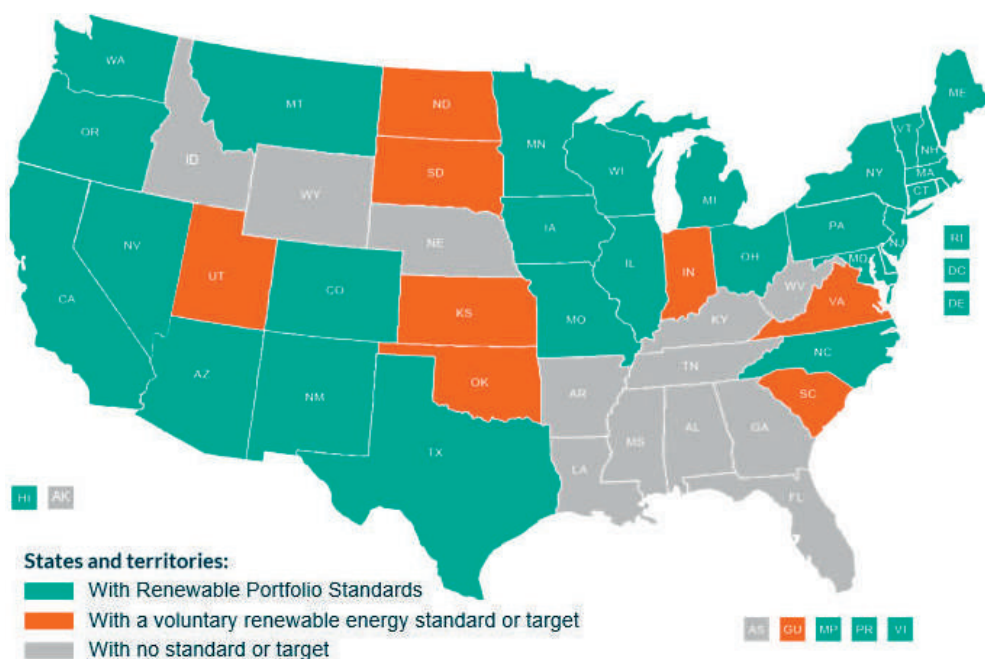 WA
MT
ND
MN
ME
OR
ID
SD
WI
VT
NH
NY
MA
CT
WY
MI
IA
NE
PA
NV
UT
CO
IL
IN
OH
NJ
MD
RI
DC
DE
CA
KS
MO
WV
VA
KY
AZ
NM
OK
AR
TN
NC
SC
TX
LA
MS
AL
GA
FL
HI
AK
States and territories:
With Renewable Portfolio Standards
With a voluntary renewable energy standard or target
With no standard or target
AS
GU
MP
PR
VI